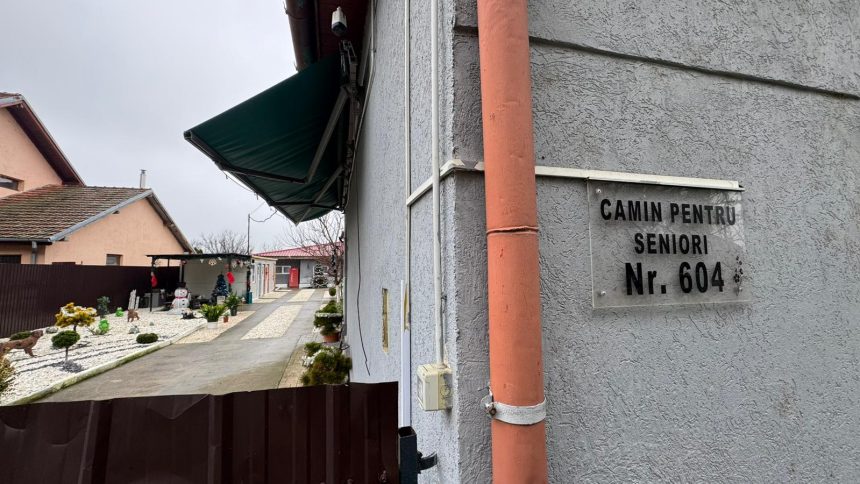 CAMIN PENTRU
SENIORI
Nr. 604